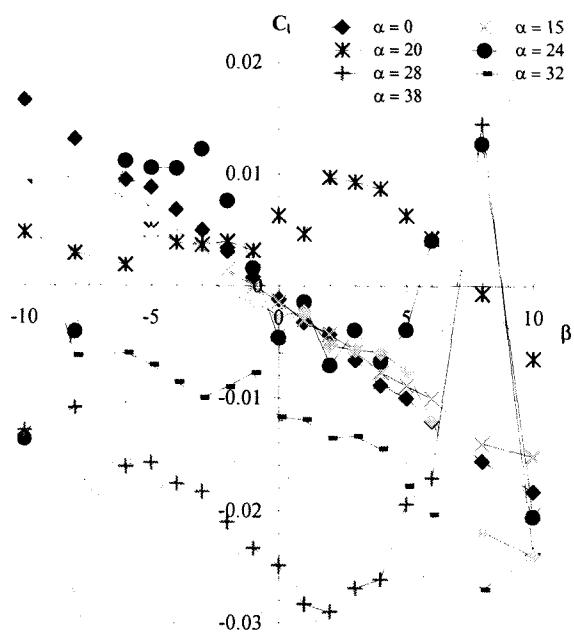 C_l
α = 0 α = 15
α = 20 α = 24
α = 28 α = 32
α = 38
0.02
0.01
0
-10 -5 0 5 10
β
-0.01
-0.02
-0.03